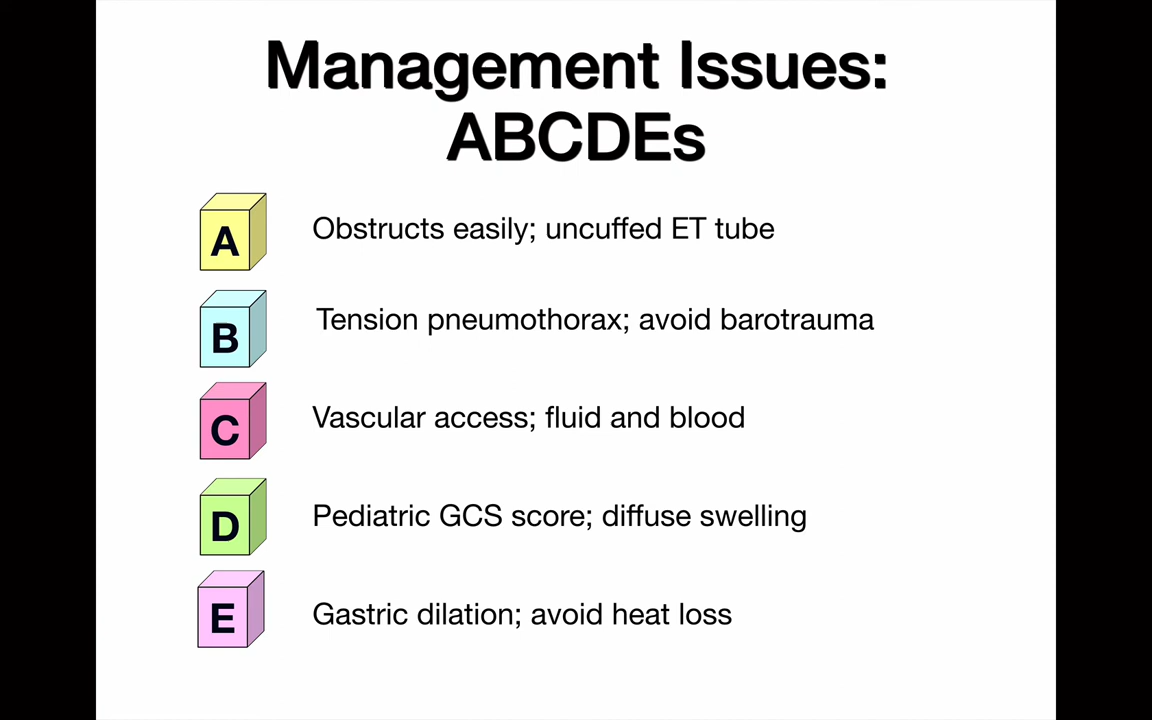 Management Issues:
ABCDEs
A Obstructs easily; uncuffed ET tube
B Tension pneumothorax; avoid barotrauma
C Vascular access; fluid and blood
D Pediatric GCS score; diffuse swelling
E Gastric dilation; avoid heat loss